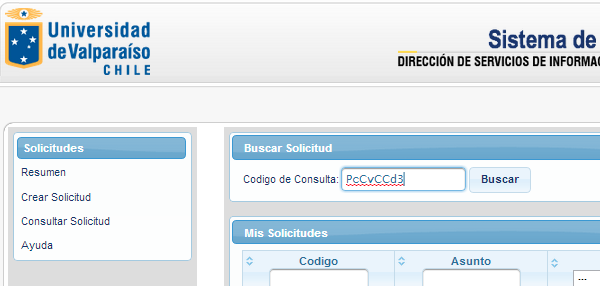 Universidad
de Valparaíso
CHILE
Sistema de
DIRECCIÓN DE SERVICIOS DE INFORMAC
Solicitudes
Resumen
Crear Solicitud
Consultar Solicitud
Ayuda
Buscar Solicitud
Codigo de Consulta: PcCvCCd3 Buscar
Mis Solicitudes
Codigo Asunto
---